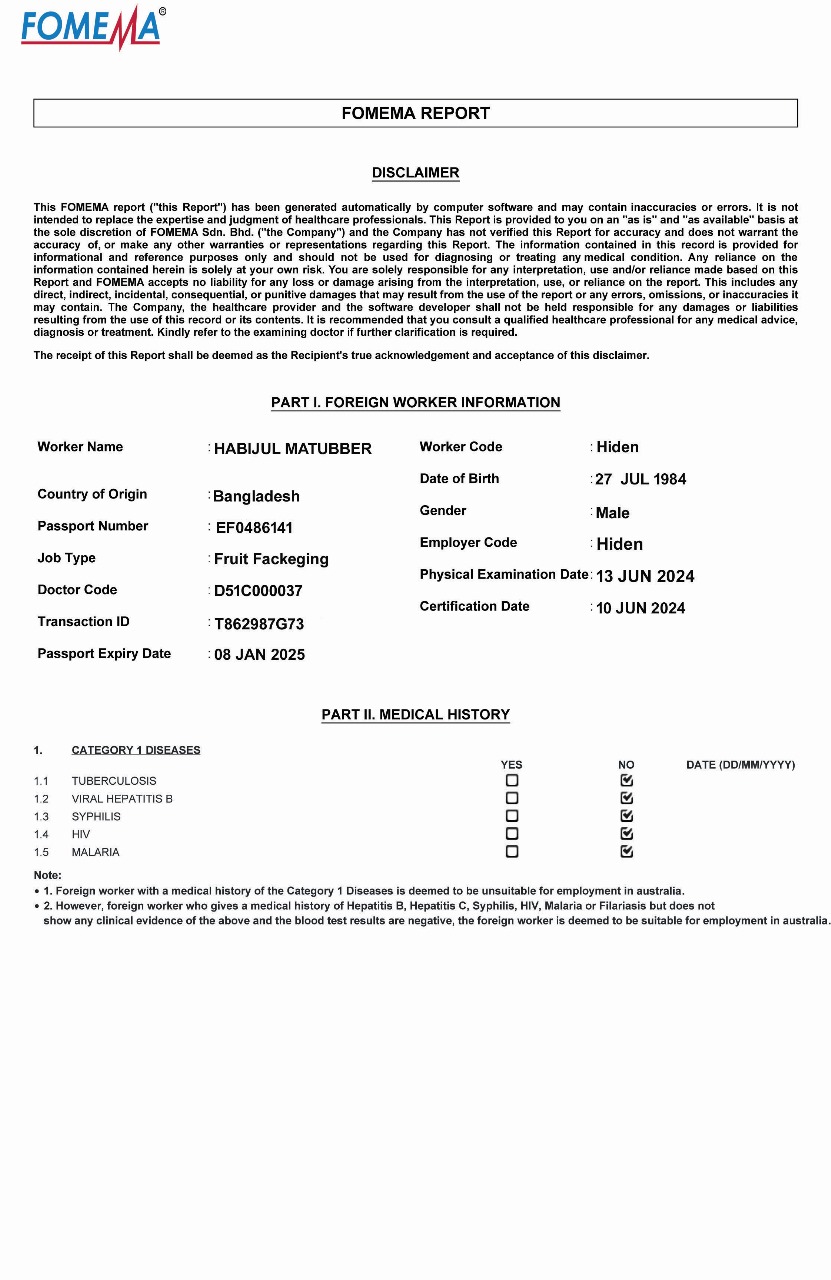 FOMEMA®
FOMEMA REPORT
DISCLAIMER
This FOMEMA report ("this Report") has been generated automatically by computer software and may contain inaccuracies or errors. It is not
intended to replace the expertise and judgment of healthcare professionals. This Report is provided to you on an "as is" and "as available" basis at
the sole discretion of FOMEMA Sdn. Bhd. ("the Company") and the Company has not verified this Report for accuracy and does not warrant the
accuracy of, or make any other warranties or representations regarding this Report. The information contained in this record is provided for
informational and reference purposes only and should not be used for diagnosing or treating any medical condition. Any reliance on the
information contained herein is solely at your own risk. You are solely responsible for any interpretation, use and/or reliance made based on this
Report and FOMEMA accepts no liability for any loss or damage arising from the interpretation, use, or reliance on the report. This includes any
direct, indirect, incidental, consequential, or punitive damages that may result from the use of the report or any errors, omissions, or inaccuracies it
may contain. The Company, the healthcare provider and the software developer shall not be held responsible for any damages or liabilities
resulting from the use of this record or its contents. It is recommended that you consult a qualified healthcare professional for any medical advice,
diagnosis or treatment. Kindly refer to the examining doctor if further clarification is required.
The receipt of this Report shall be deemed as the Recipient's true acknowledgement and acceptance of this disclaimer.
PART I. FOREIGN WORKER INFORMATION
Worker Name : HABIJUL MATUBBER
Country of Origin : Bangladesh
Passport Number : EF0486141
Job Type : Fruit Fackeging
Doctor Code : D51C000037
Transaction ID : T862987G73
Passport Expiry Date : 08 JAN 2025
Worker Code : Hiden
Date of Birth : 27 JUL 1984
Gender : Male
Employer Code : Hiden
Physical Examination Date : 13 JUN 2024
Certification Date : 10 JUN 2024
PART II. MEDICAL HISTORY
1. CATEGORY 1 DISEASES
YES NO DATE (DD/MM/YYYY)
1.1 TUBERCULOSIS
1.2 VIRAL HEPATITIS B
1.3 SYPHILIS
1.4 HIV
1.5 MALARIA
Note:
• 1. Foreign worker with a medical history of the Category 1 Diseases is deemed to be unsuitable for employment in australia.
• 2. However, foreign worker who gives a medical history of Hepatitis B, Hepatitis C, Syphilis, HIV, Malaria or Filariasis but does not
show any clinical evidence of the above and the blood test results are negative, the foreign worker is deemed to be suitable for employment in australia.